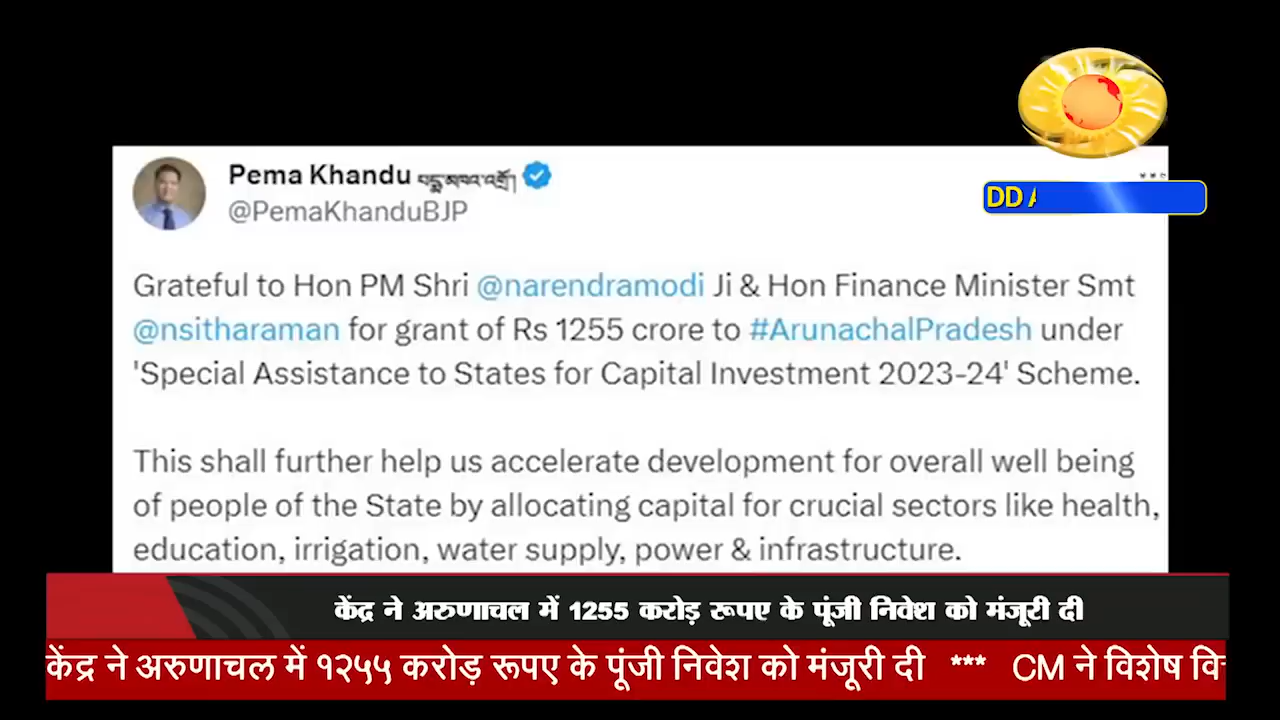 Pema Khandu པདྨ་མཁའ་འགྲོ།
@PemaKhanduBJP
DD A
Grateful to Hon PM Shri @narendramodi Ji & Hon Finance Minister Smt
@nsitharaman for grant of Rs 1255 crore to #ArunachalPradesh under
'Special Assistance to States for Capital Investment 2023-24' Scheme.
This shall further help us accelerate development for overall well being
of people of the State by allocating capital for crucial sectors like health,
education, irrigation, water supply, power & infrastructure.
केंद्र ने अरुणाचल में 1255 करोड़ रूपए के पूंजी निवेश को मंजूरी दी
केंद्र ने अरुणाचल में १२५५ करोड़ रूपए के पूंजी निवेश को मंजूरी दी *** CM ने विशेष